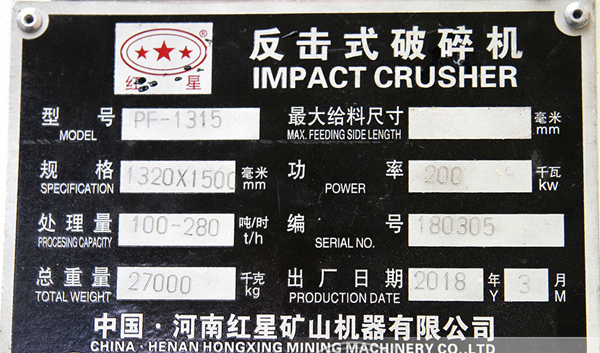 反击式破碎机
IMPACT CRUSHER
红 星 ®
型 号 PF-1315 最大给料尺寸 毫米
MODEL MAX. FEEDING SIDE LENGTH mm
规 格 1320X1500 毫米 功 率 200 千瓦
SPECIFICATION mm POWER kw
处理量 100-280 吨/时 编 号 180305
PROCESING CAPACITY t/h SERIAL NO.
总重量 27000 千克 出厂日期 2018 年 3 月
TOTAL WEIGHT kg PRODUCTION DATE Y M
中国·河南红星矿山机器有限公司
CHINA · HENAN HONGXING MINING MACHINERY CO.,LTD